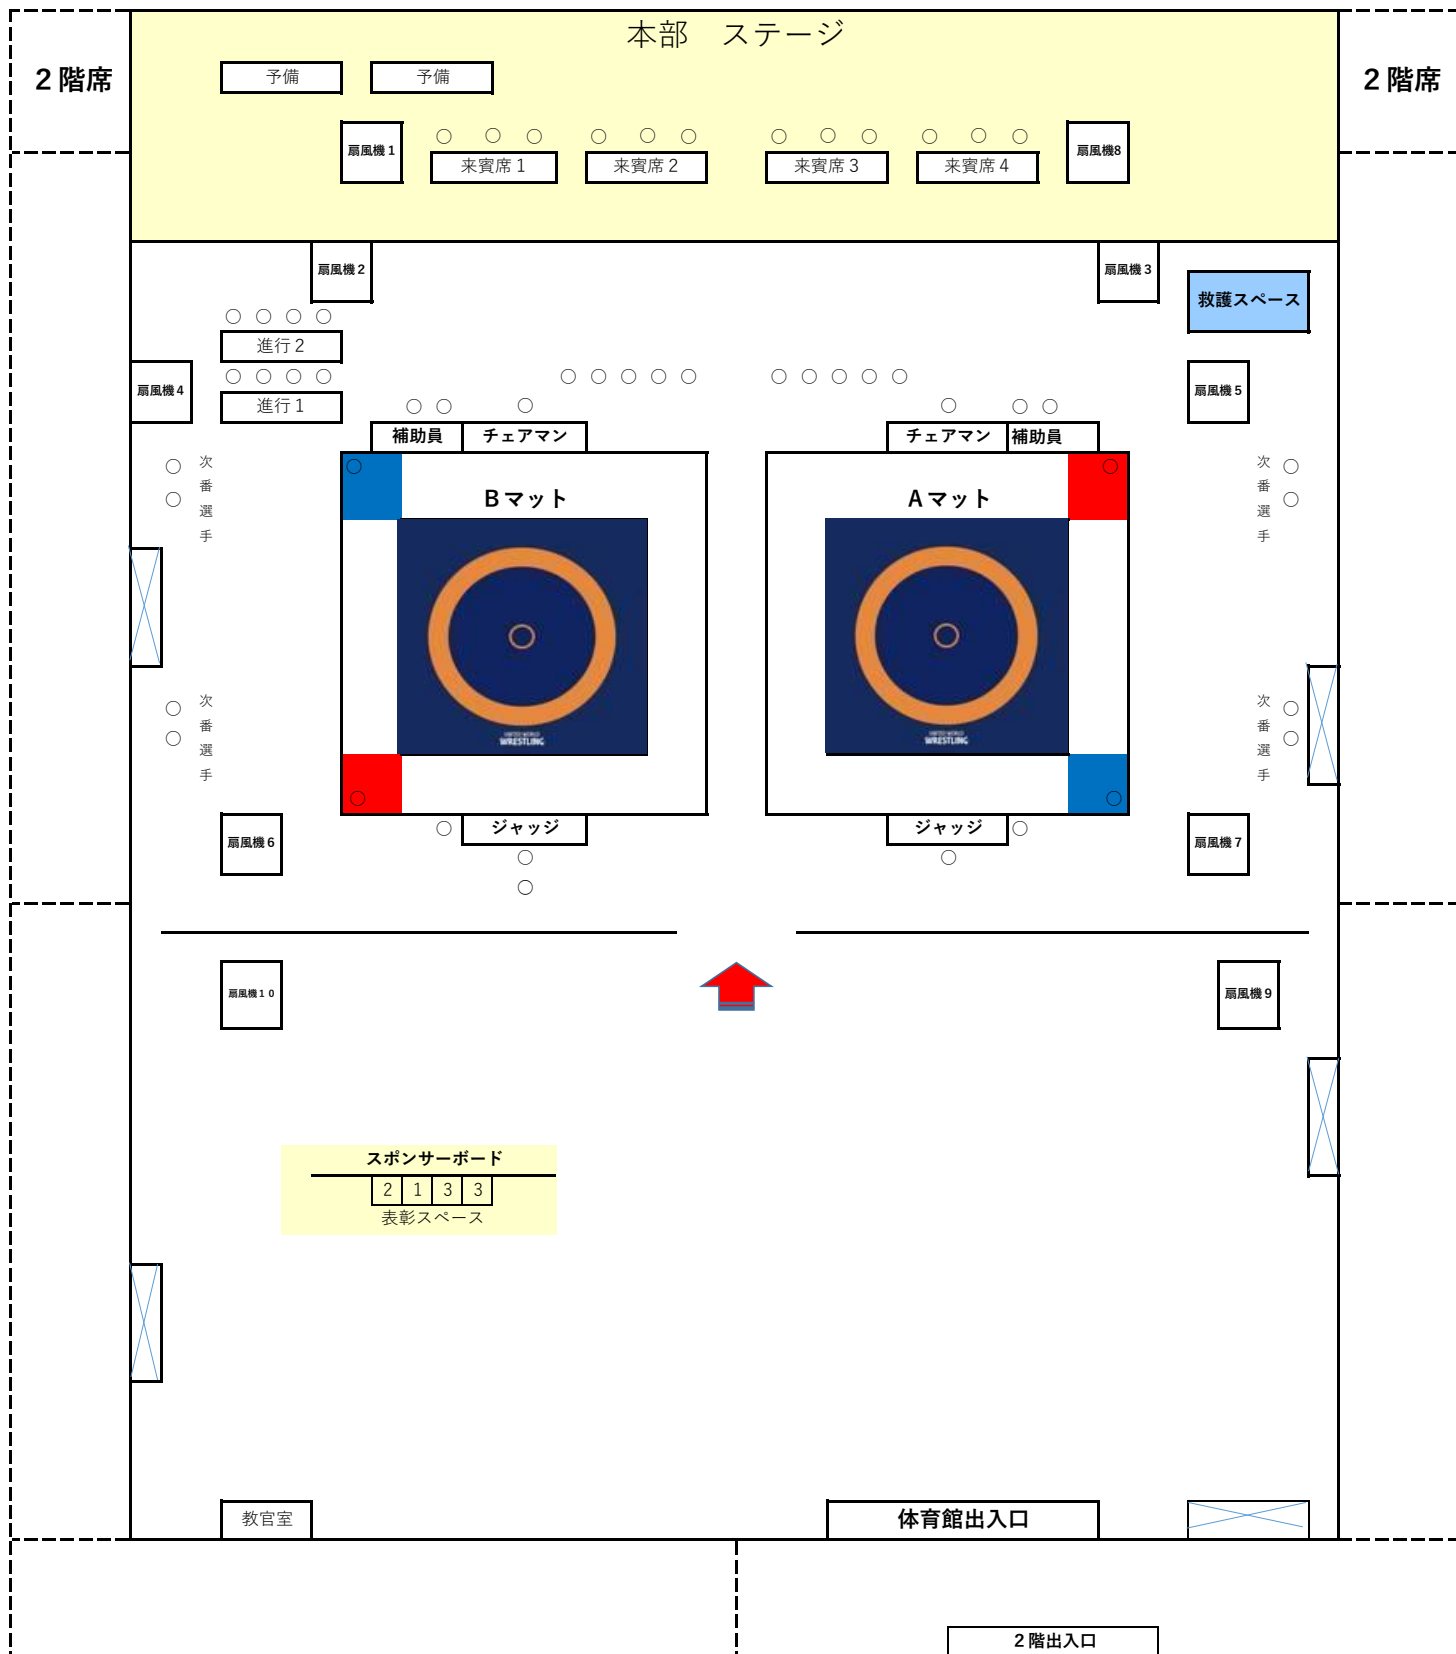 本部　ステージ
２階席
２階席
予備
予備
扇風機１
来賓席１
来賓席２
来賓席３
来賓席４
扇風機8
扇風機２
扇風機３
救護スペース
進行２
扇風機４
進行１
扇風機５
補助員
チェアマン
チェアマン
補助員
次番選手
Ｂマット
Ａマット
次番選手
UNITED WORLD
WRESTLING
UNITED WORLD
WRESTLING
次番選手
次番選手
扇風機６
ジャッジ
ジャッジ
扇風機７
扇風機１０
扇風機９
スポンサーボード
2
1
3
3
表彰スペース
教官室
体育館出入口
２階出入口